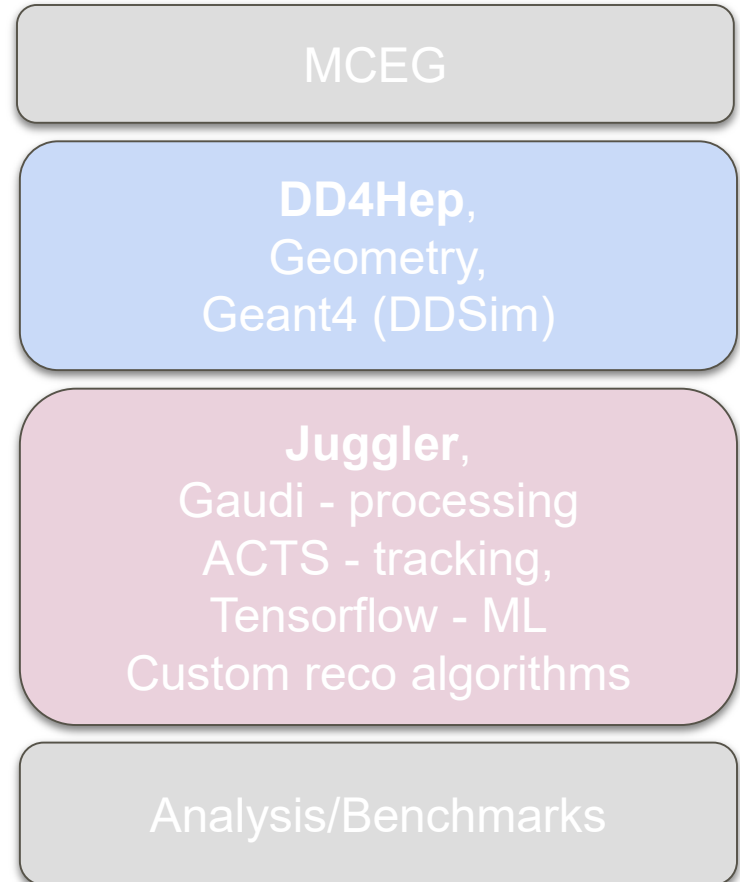 MCEG
DD4Hep,
Geometry,
Geant4 (DDSim)
Juggler,
Gaudi - processing
ACTS - tracking,
Tensorflow - ML
Custom reco algorithms
Analysis/Benchmarks